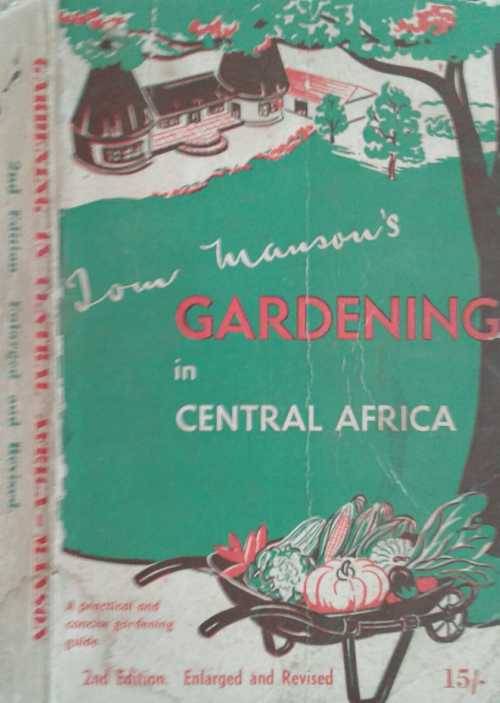 GARDENING IN CENTRAL AFRICA - MANSON
2nd Edition Enlarged and Revised
Tom Manson's
GARDENING
in
CENTRAL AFRICA
A practical and
concise gardening
guide
2nd Edition. Enlarged and Revised
15/-